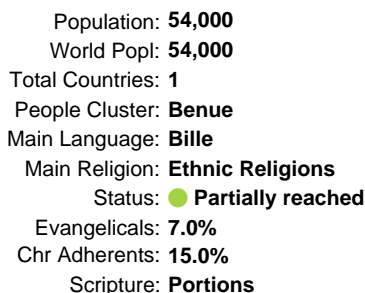 Population: 54,000
World Popl: 54,000
Total Countries: 1
People Cluster: Benue
Main Language: Bille
Main Religion: Ethnic Religions
Status: Partially reached
Evangelicals: 7.0%
Chr Adherents: 15.0%
Scripture: Portions